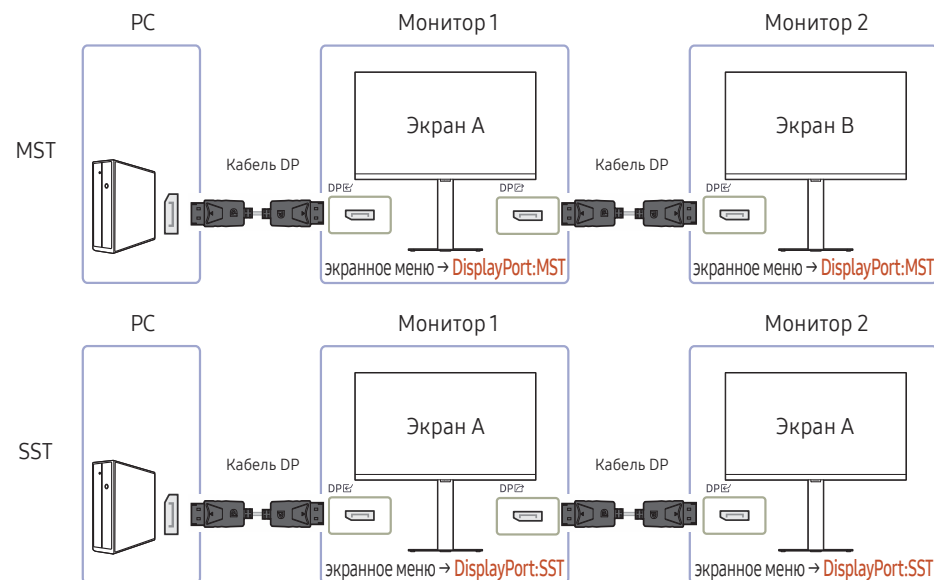 PC
Монитор 1
Монитор 2
MST
Экран A
Экран B
Кабель DP
Кабель DP
DP
DP
DP
экранное меню → DisplayPort:MST
экранное меню → DisplayPort:MST
PC
Монитор 1
Монитор 2
SST
Экран A
Экран A
Кабель DP
Кабель DP
DP
DP
DP
экранное меню → DisplayPort:SST
экранное меню → DisplayPort:SST